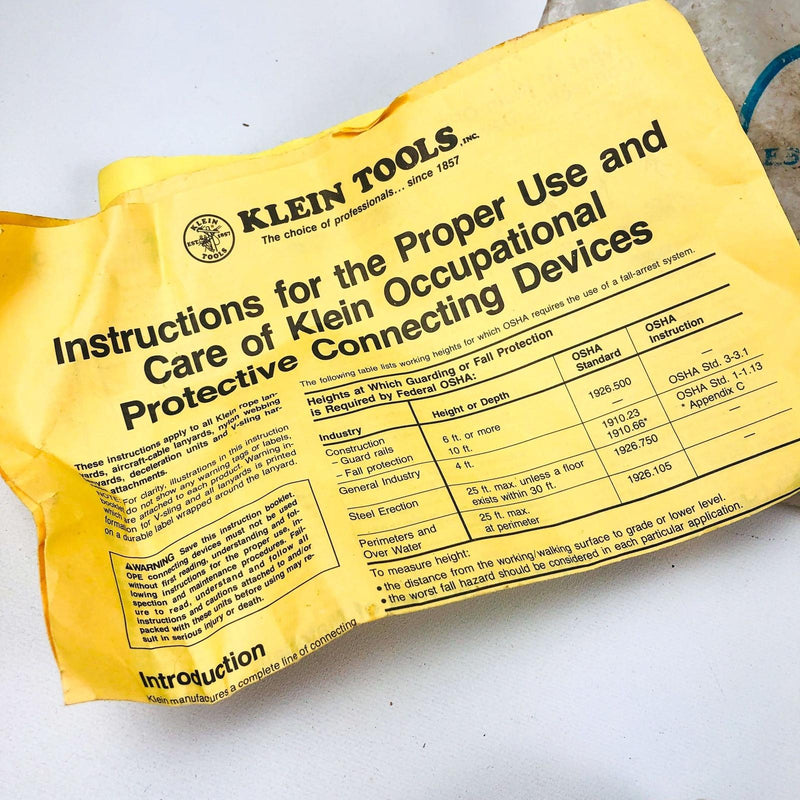 KLEIN TOOLS, INC.
The choice of professionals... since 1857
KLEIN
EST. 1857
TOOLS
Instructions for the Proper Use and
Care of Klein Occupational
Protective Connecting Devices
These instructions apply to all Klein rope lan-
yards, aircraft-cable lanyards, nylon webbing
lanyards, deceleration units and V-sling har-
attachments.
NOTE: For clarity, illustrations in this instruction
booklet do not show any warning tags or labels,
which are attached to each product. Warning in-
formation for V-sling and all lanyards is printed
on a durable label wrapped around the lanyard.
⚠WARNING Save this instruction booklet.
OPE connecting devices must not be used
without first reading, understanding and fol-
lowing instructions for the proper use, in-
spection and maintenance procedures. Fail-
ure to read, understand and follow all
instructions and cautions attached to and/or
packed with these units before using may re-
sult in serious injury or death.
Introduction
Klein manufaoures a complete line of connecting
The following table lists working heights for which OSHA requires the use of a fall-arrest system.
Heights at Which Guarding or Fall Protection
is Required by Federal OSHA:
Industry Height or Depth OSHA Standard OSHA Instruction
Construction
– Guard rails 6 ft. or more 1926.500 —
– Fall protection 10 ft. — OSHA Std. 3-3.1
General Industry 4 ft. 1910.23 OSHA Std. 1-1.13
1910.66* * Appendix C
Steel Erection 25 ft. max. unless a floor 1926.750 —
exists within 30 ft.
Perimeters and 25 ft. max. 1926.105 —
Over Water at perimeter
To measure height:
• the distance from the working/walking surface to grade or lower level.
• the worst fall hazard should be considered in each particular application.